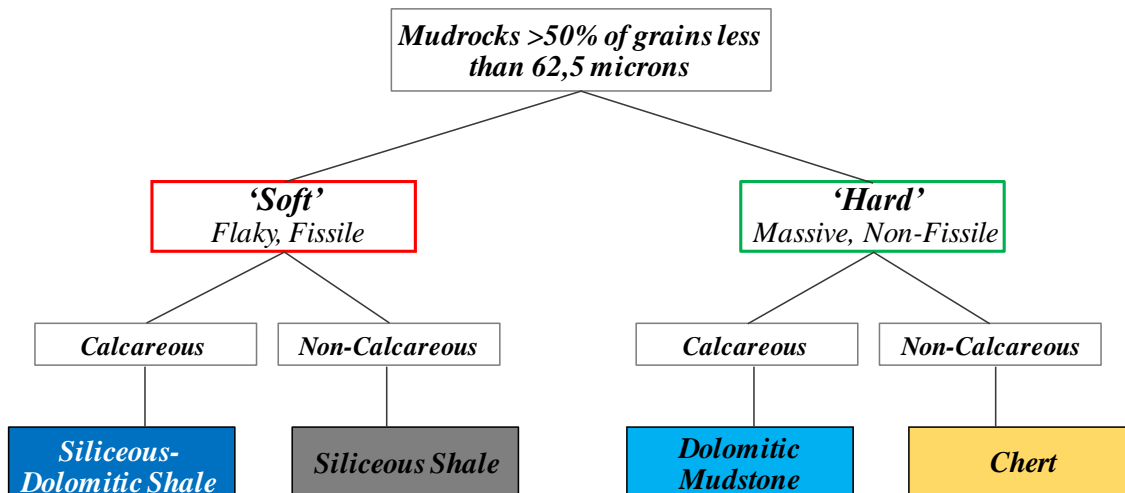 Mudrocks >50% of grains less
than 62,5 microns
‘Soft’
Flaky, Fissile
‘Hard’
Massive, Non-Fissile
Calcareous
Non-Calcareous
Calcareous
Non-Calcareous
Siliceous-
Dolomitic Shale
Siliceous Shale
Dolomitic
Mudstone
Chert